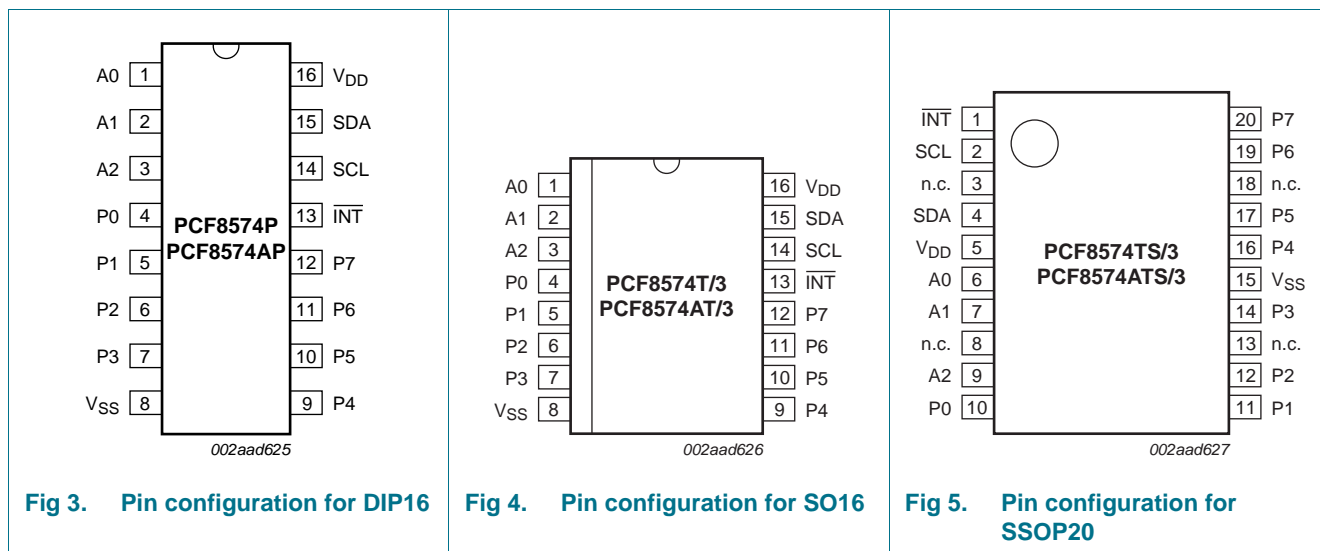 A0 1 16 VDD
A1 2 15 SDA
A2 3 14 SCL
P0 4 13 INT
PCF8574P
PCF8574AP
P1 5 12 P7
P2 6 11 P6
P3 7 10 P5
VSS 8 9 P4
002aad625
Fig 3. Pin configuration for DIP16
A0 1 16 VDD
A1 2 15 SDA
A2 3 14 SCL
P0 4 13 INT
PCF8574T/3
PCF8574AT/3
P1 5 12 P7
P2 6 11 P6
P3 7 10 P5
VSS 8 9 P4
002aad626
Fig 4. Pin configuration for SO16
INT 1 20 P7
SCL 2 19 P6
n.c. 3 18 n.c.
SDA 4 17 P5
VDD 5 16 P4
PCF8574TS/3
PCF8574ATS/3
A0 6 15 VSS
A1 7 14 P3
n.c. 8 13 n.c.
A2 9 12 P2
P0 10 11 P1
002aad627
Fig 5. Pin configuration for
SSOP20